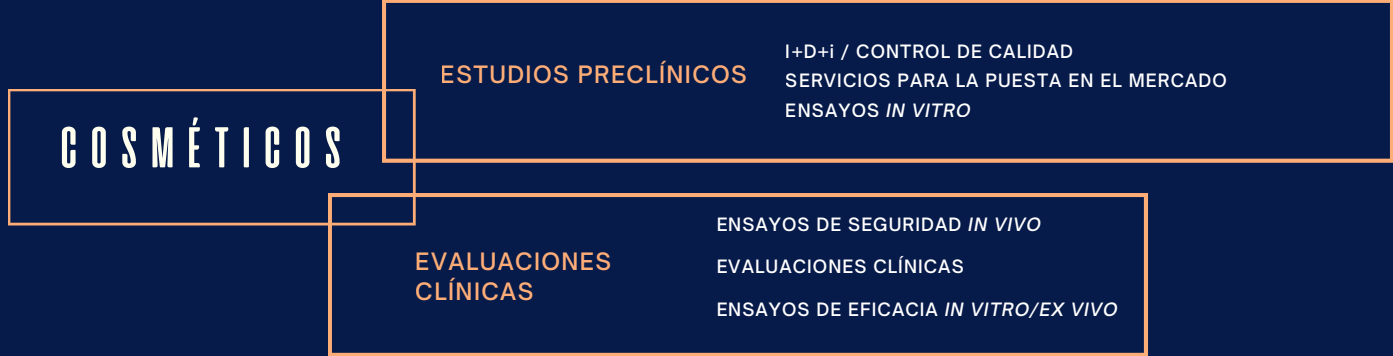 COSMÉTICOS
ESTUDIOS PRECLÍNICOS
I+D+i / CONTROL DE CALIDAD
SERVICIOS PARA LA PUESTA EN EL MERCADO
ENSAYOS IN VITRO
EVALUACIONES
CLÍNICAS
ENSAYOS DE SEGURIDAD IN VIVO
EVALUACIONES CLÍNICAS
ENSAYOS DE EFICACIA IN VITRO/EX VIVO